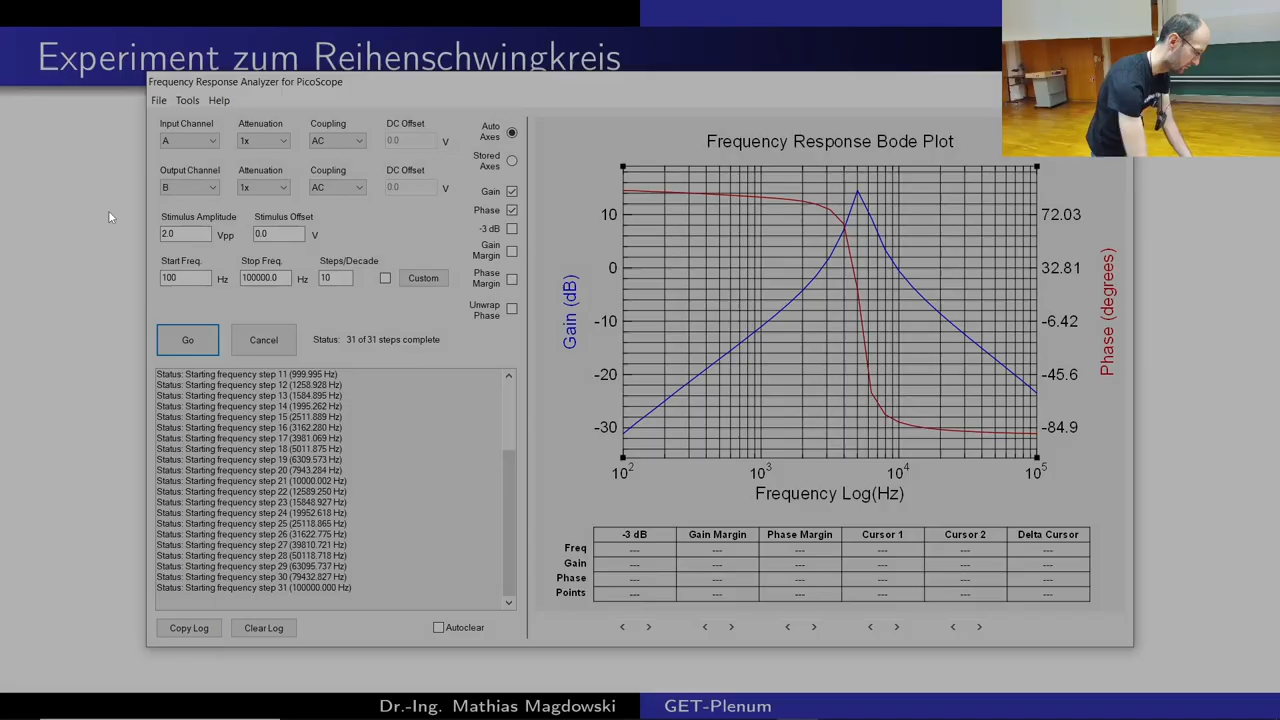 Experiment zum Reihenschwingkreis
Frequency Response Analyzer for PicoScope
File Tools Help
Input Channel Attenuation Coupling DC Offset
A 1x AC 0.0 V
Output Channel Attenuation Coupling DC Offset
B 1x AC 0.0 V
Stimulus Amplitude Stimulus Offset
2.0 Vpp 0.0 V
Start Freq. Stop Freq. Steps/Decade
100 Hz 100000.0 Hz 10 Custom
Auto Axes
Stored Axes
Gain
Phase
-3 dB
Gain Margin
Phase Margin
Unwrap Phase
Go Cancel Status: 31 of 31 steps complete
Status: Starting frequency step 11 (999.995 Hz)
Status: Starting frequency step 12 (1258.928 Hz)
Status: Starting frequency step 13 (1584.895 Hz)
Status: Starting frequency step 14 (1995.262 Hz)
Status: Starting frequency step 15 (2511.889 Hz)
Status: Starting frequency step 16 (3162.280 Hz)
Status: Starting frequency step 17 (3981.069 Hz)
Status: Starting frequency step 18 (5011.875 Hz)
Status: Starting frequency step 19 (6309.573 Hz)
Status: Starting frequency step 20 (7943.284 Hz)
Status: Starting frequency step 21 (10000.002 Hz)
Status: Starting frequency step 22 (12589.250 Hz)
Status: Starting frequency step 23 (15848.927 Hz)
Status: Starting frequency step 24 (19952.618 Hz)
Status: Starting frequency step 25 (25118.865 Hz)
Status: Starting frequency step 26 (31622.775 Hz)
Status: Starting frequency step 27 (39810.721 Hz)
Status: Starting frequency step 28 (50118.718 Hz)
Status: Starting frequency step 29 (63095.737 Hz)
Status: Starting frequency step 30 (79432.827 Hz)
Status: Starting frequency step 31 (100000.000 Hz)
Copy Log Clear Log Autoclear
Frequency Response Bode Plot
Gain (dB)
10
0
-10
-20
-30
72.03
32.81
-6.42
-45.6
-84.9
Phase (degrees)
10² 10³ 10⁴ 10⁵
Frequency Log(Hz)
-3 dB Gain Margin Phase Margin Cursor 1 Cursor 2 Delta Cursor
Freq --- --- --- --- --- ---
Gain --- --- --- --- --- ---
Phase --- --- --- --- --- ---
Points --- --- --- --- --- ---
< > < > < > < > < >
Dr.-Ing. Mathias Magdowski GET-Plenum